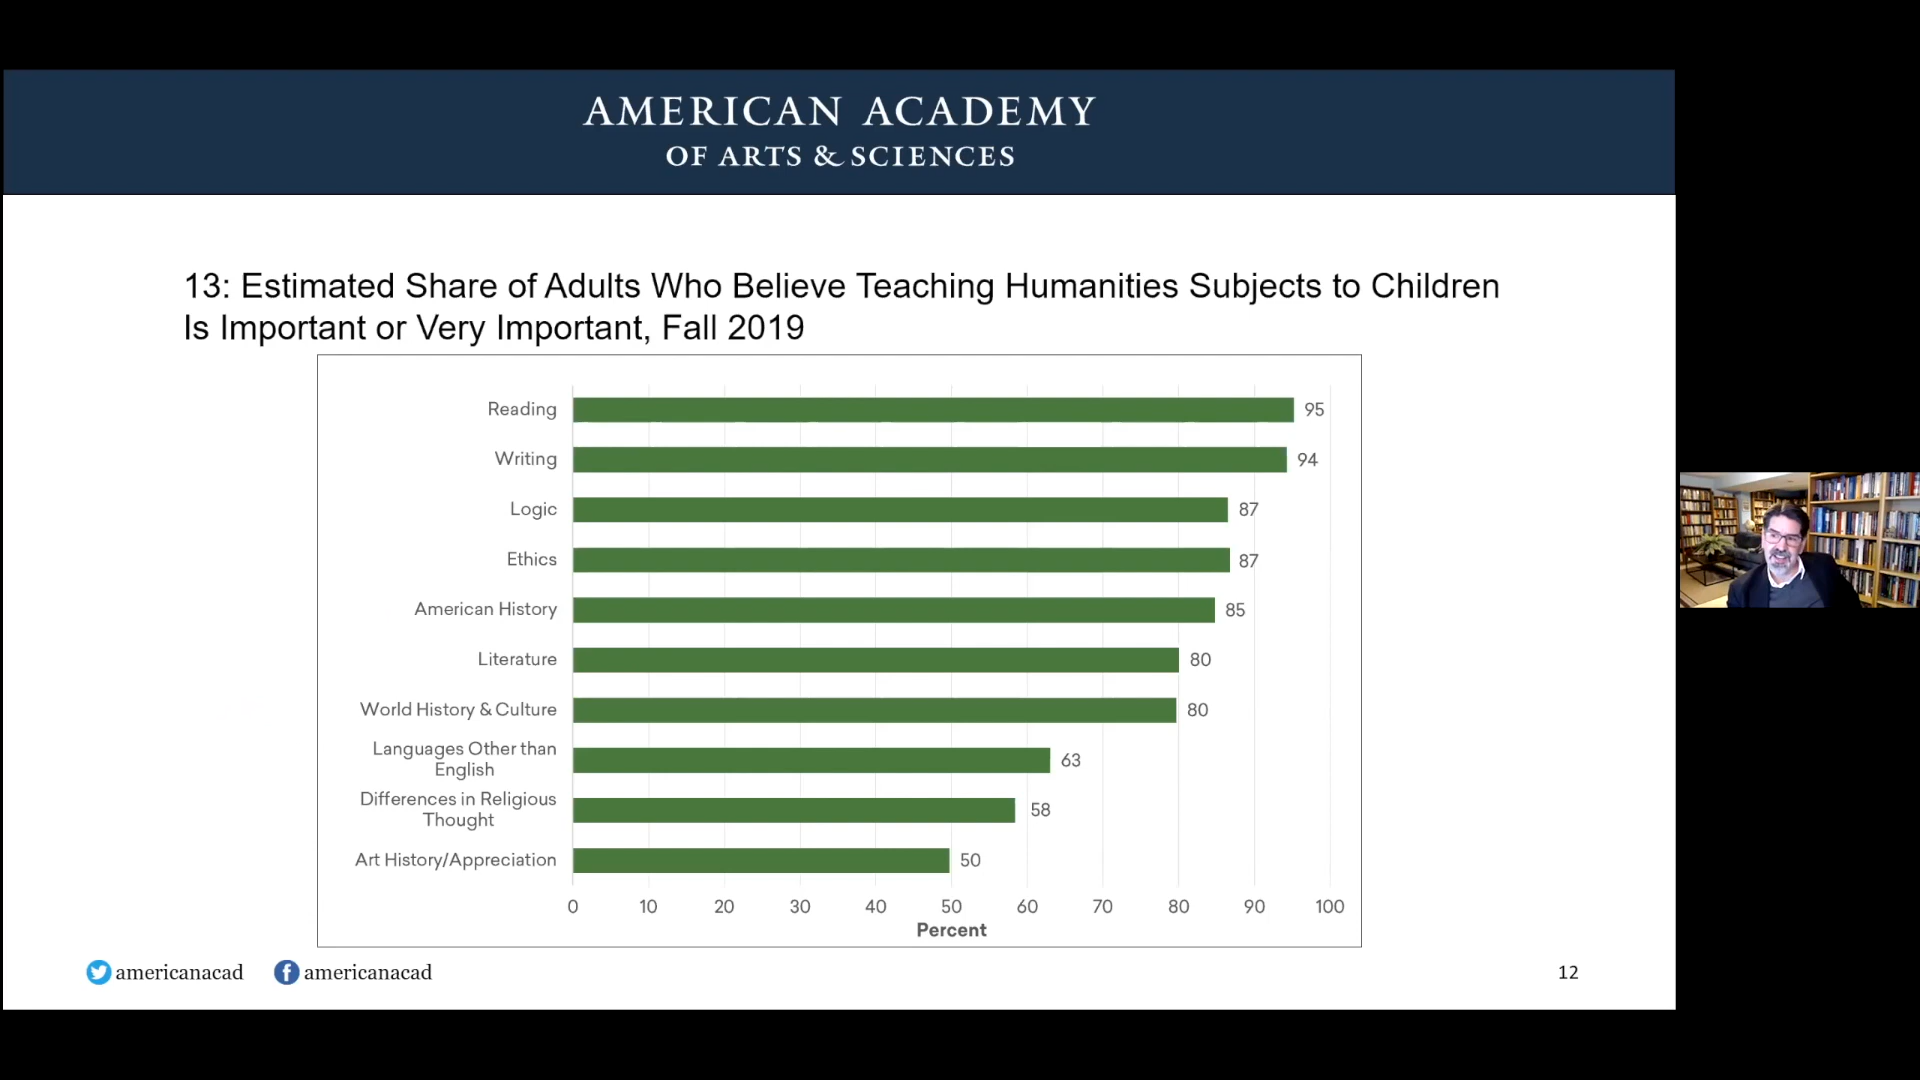 AMERICAN ACADEMY
OF ARTS & SCIENCES
13: Estimated Share of Adults Who Believe Teaching Humanities Subjects to Children
Is Important or Very Important, Fall 2019
Reading 95
Writing 94
Logic 87
Ethics 87
American History 85
Literature 80
World History & Culture 80
Languages Other than
English 63
Differences in Religious
Thought 58
Art History/Appreciation 50
0 10 20 30 40 50 60 70 80 90 100
Percent
americanacad americanacad 12